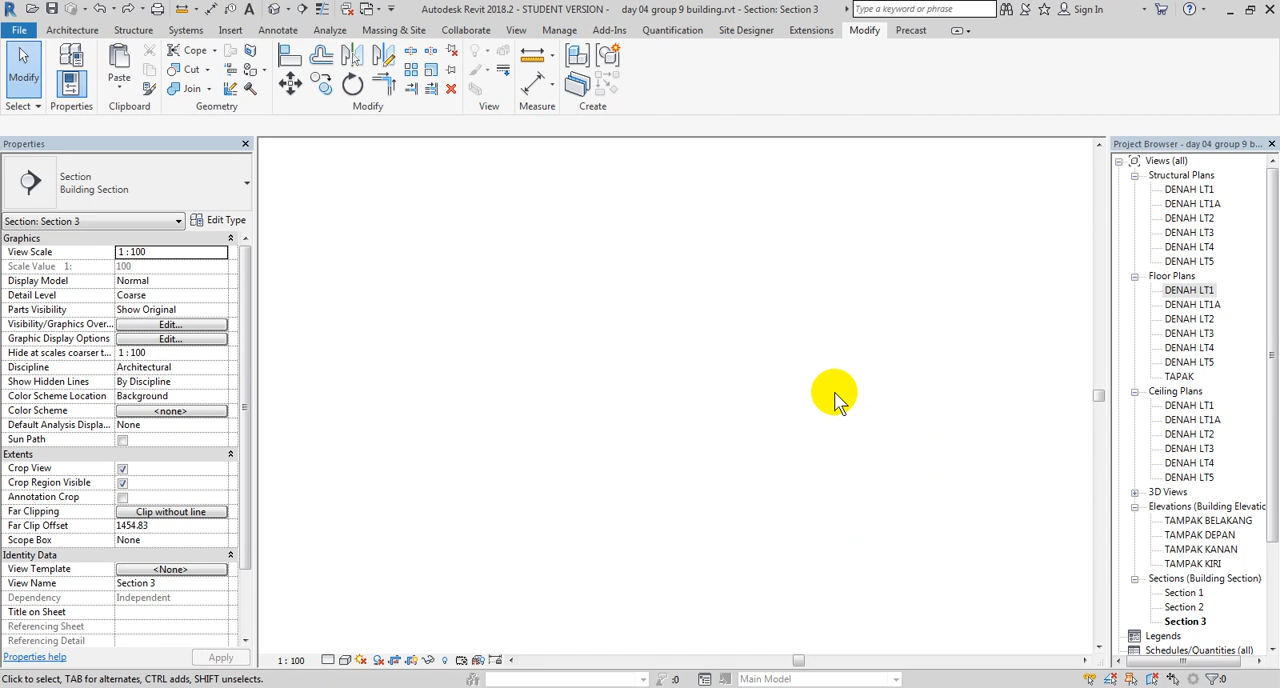 Autodesk Revit 2018.2 - STUDENT VERSION - day 04 group 9 building.rvt - Section: Section 3
Type a keyword or phrase
Sign In
File Architecture Structure Systems Insert Annotate Analyze Massing & Site Collaborate View Manage Add-Ins Quantification Site Designer Extensions Modify Precast
Modify
Paste
Cope
Cut
Join
Select Properties Clipboard Geometry Modify View Measure Create
Properties
Section
Building Section
Section: Section 3
Edit Type
Graphics
View Scale 1 : 100
Scale Value 1: 100
Display Model Normal
Detail Level Coarse
Parts Visibility Show Original
Visibility/Graphics Over... Edit...
Graphic Display Options Edit...
Hide at scales coarser t... 1 : 100
Discipline Architectural
Show Hidden Lines By Discipline
Color Scheme Location Background
Color Scheme <none>
Default Analysis Displa... None
Sun Path
Extents
Crop View
Crop Region Visible
Annotation Crop
Far Clipping Clip without line
Far Clip Offset 1454.83
Scope Box None
Identity Data
View Template <None>
View Name Section 3
Dependency Independent
Title on Sheet
Referencing Sheet
Referencing Detail
Properties help
Apply
Project Browser - day 04 group 9 b...
Views (all)
Structural Plans
DENAH LT1
DENAH LT1A
DENAH LT2
DENAH LT3
DENAH LT4
DENAH LT5
Floor Plans
DENAH LT1
DENAH LT1A
DENAH LT2
DENAH LT3
DENAH LT4
DENAH LT5
TAPAK
Ceiling Plans
DENAH LT1
DENAH LT1A
DENAH LT2
DENAH LT3
DENAH LT4
DENAH LT5
3D Views
Elevations (Building Elevatic
TAMPAK BELAKANG
TAMPAK DEPAN
TAMPAK KANAN
TAMPAK KIRI
Sections (Building Section)
Section 1
Section 2
Section 3
Legends
Schedules/Quantities (all)
1 : 100
Click to select, TAB for alternates, CTRL adds, SHIFT unselects.
:0
Main Model
:0